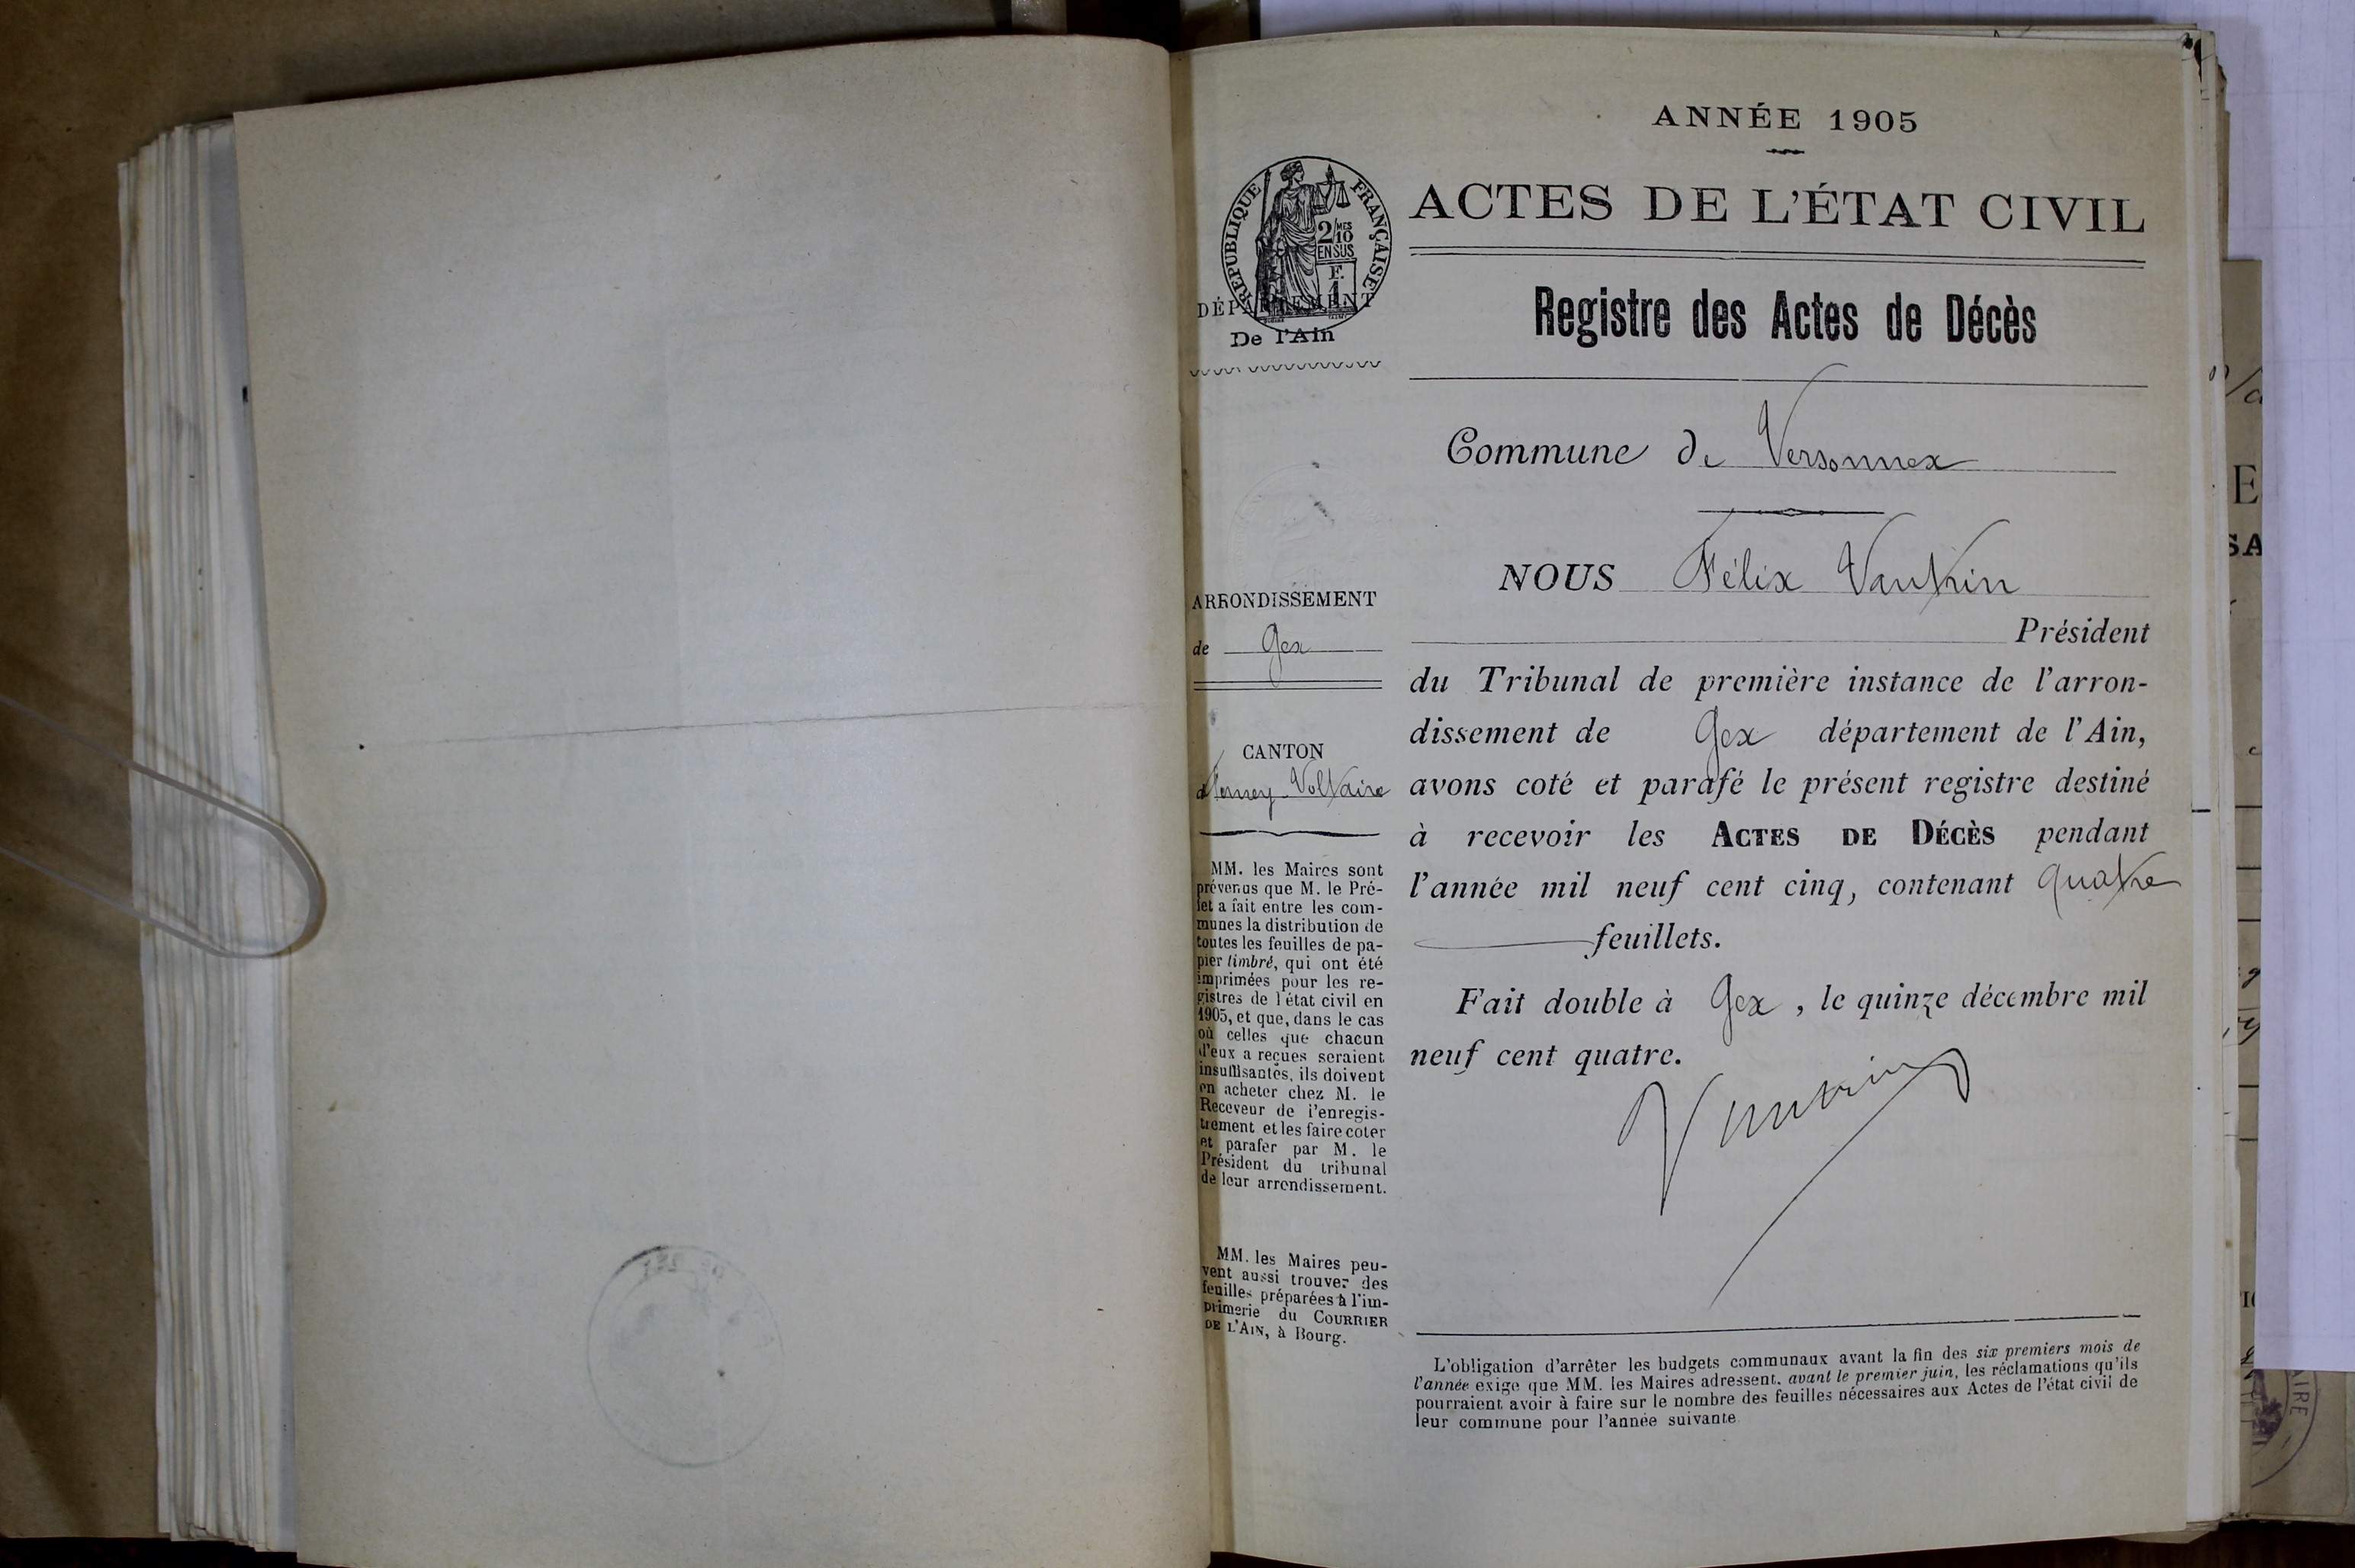 ANNÉE 1905
RÉPUBLIQUE FRANÇAISE
2/10 MES
EN SUS
F.
1
DÉPARTEMENT
De l'Ain
ACTES DE L'ÉTAT CIVIL
Registre des Actes de Décès
Commune de Versonnex
ARRONDISSEMENT
de Gex
CANTON
de Ferney-Voltaire
MM. les Maires sont
prévenus que M. le Pré-
fet a fait entre les com-
munes la distribution de
toutes les feuilles de pa-
pier timbré, qui ont été
imprimées pour les re-
gistres de l'état civil en
1905, et que, dans le cas
où celles que chacun
d'eux a reçues seraient
insuffisantes, ils doivent
en acheter chez M. le
Receveur de l'enregis-
trement et les faire coter
et parafer par M. le
Président du tribunal
de leur arrondissement.
MM. les Maires peu-
vent aussi trouver des
feuilles préparées à l'im-
primerie du COURRIER
DE L'AIN, à Bourg.
NOUS Félix Vautrin
Président
du Tribunal de première instance de l'arron-
dissement de Gex département de l'Ain,
avons coté et parafé le présent registre destiné
à recevoir les ACTES DE DÉCÈS pendant
l'année mil neuf cent cinq, contenant quatre
feuillets.
Fait double à Gex, le quinze décembre mil
neuf cent quatre.
Vautrin
L'obligation d'arrêter les budgets communaux avant la fin des six premiers mois de
l'année exige que MM. les Maires adressent, avant le premier juin, les réclamations qu'ils
pourraient avoir à faire sur le nombre des feuilles nécessaires aux Actes de l'état civil de
leur commune pour l'année suivante